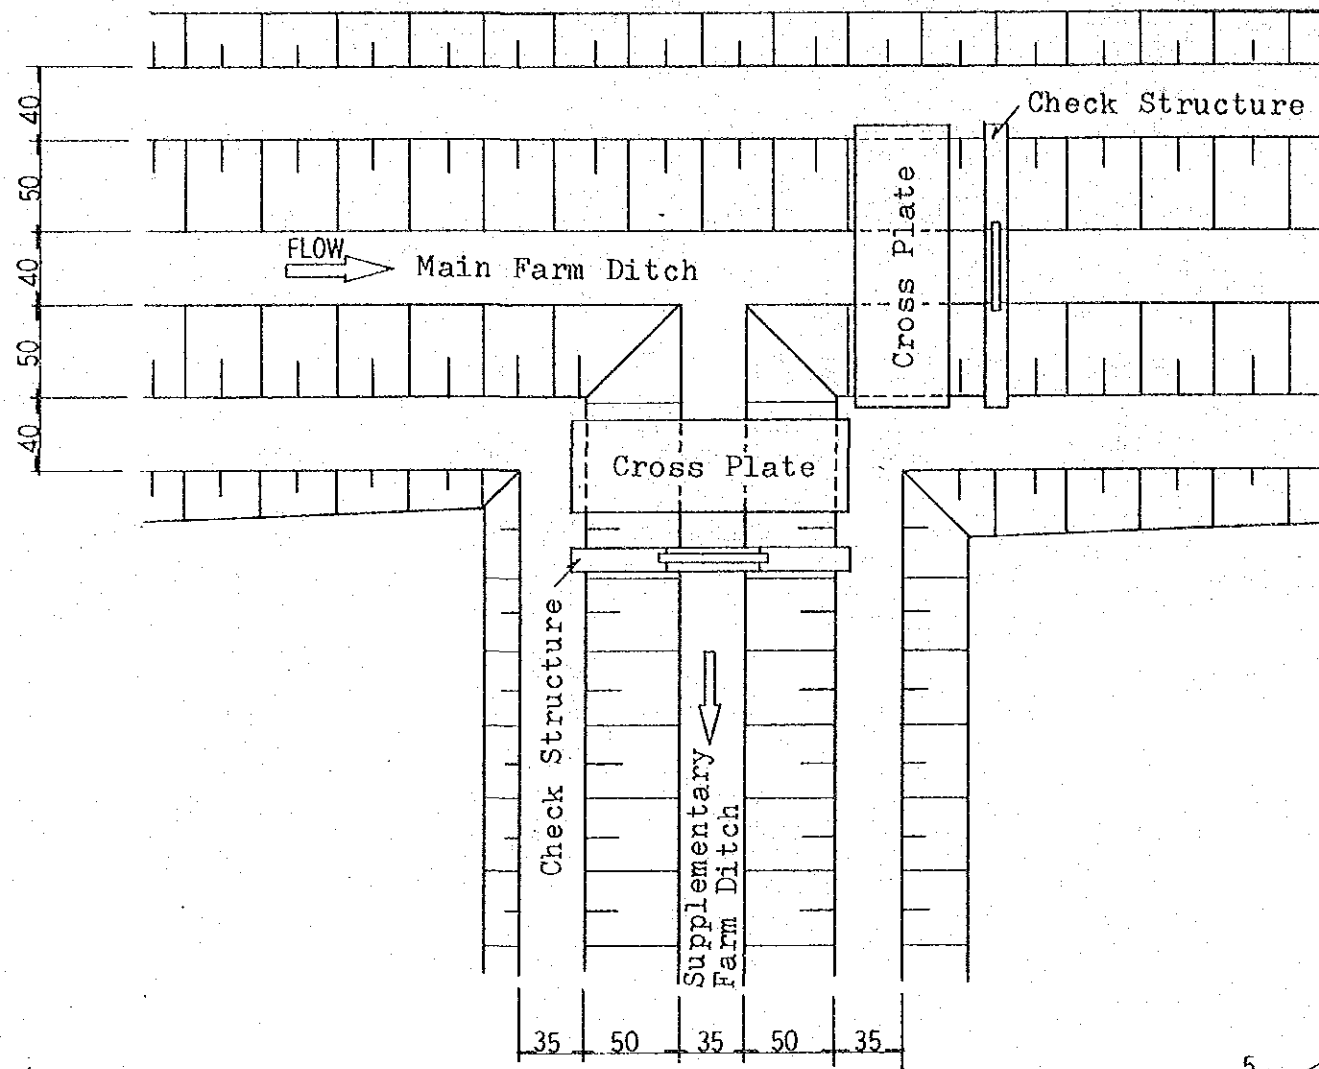 Check Structure
40
50
40
50
40
FLOW
Main Farm Ditch
Cross Plate
Cross Plate
Check Structure
Supplementary
Farm Ditch
35
50
35
50
35
5